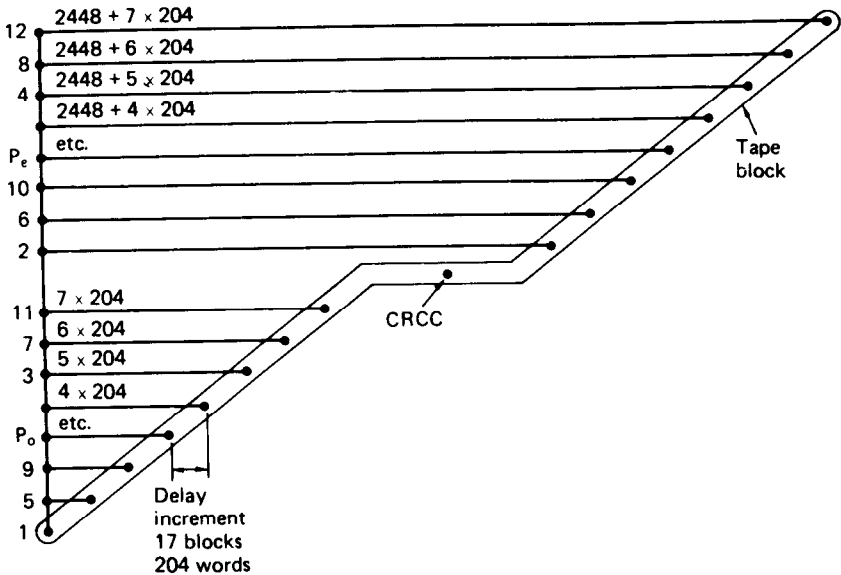 12
2448 + 7 × 204
8
2448 + 6 × 204
4
2448 + 5 × 204
2448 + 4 × 204
Pe
etc.
10
6
2
Tape
block
CRCC
11
7 × 204
7
6 × 204
3
5 × 204
4 × 204
Po
etc.
9
5
1
Delay
increment
17 blocks
204 words